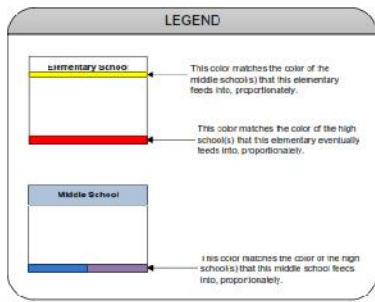 LEGEND
Elementary School
This color matches the color of the
middle school(s) that this elementary
feeds into, proportionately.
This color matches the color of the high
school(s) that this elementary eventually
feeds into, proportionately.
Middle School
This color matches the color of the high
school(s) that this middle school feeds
into, proportionately.